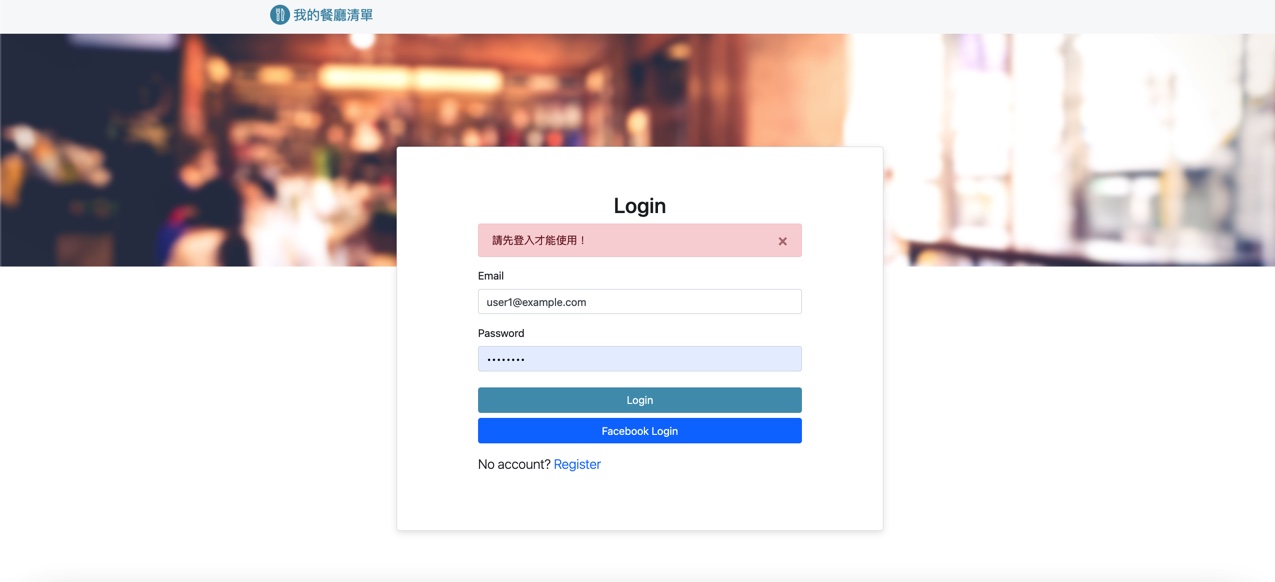 我的餐廳清單
Login
請先登入才能使用！
×
Email
user1@example.com
Password
••••••••
Login
Facebook Login
No account? Register